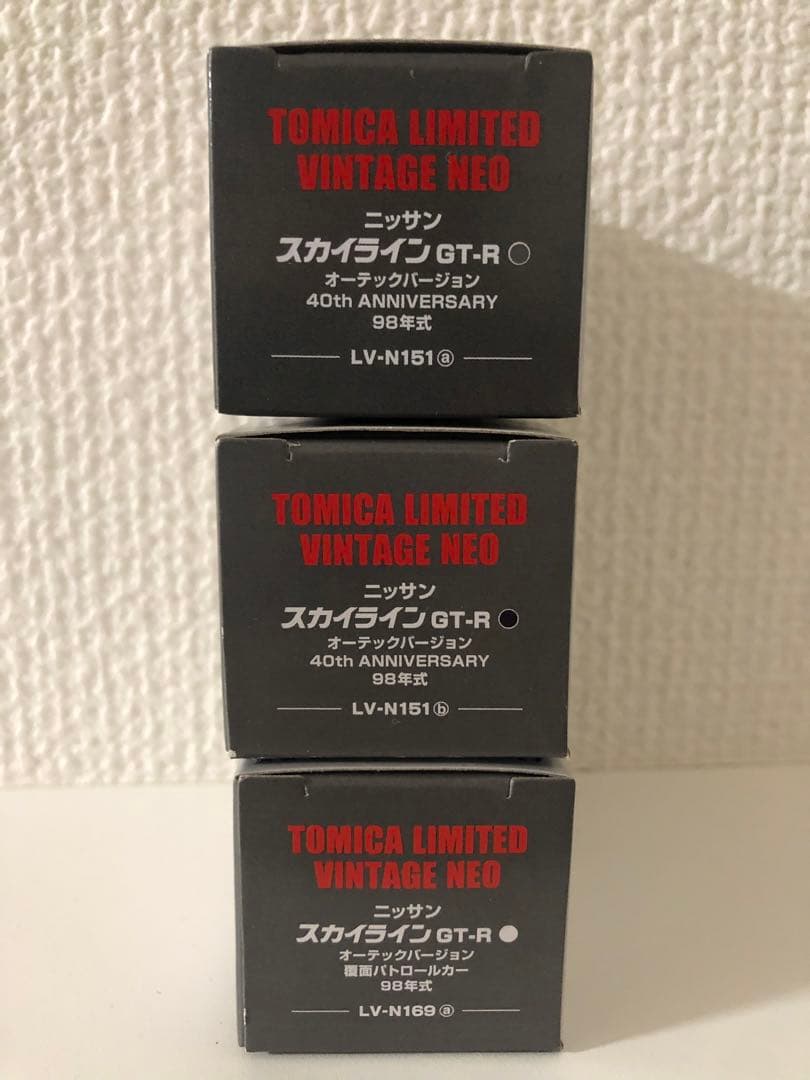 TOMICA LIMITED
VINTAGE NEO
ニッサン
スカイライン GT-R
オーテックバージョン
40th ANNIVERSARY
98年式
LV-N151ⓐ
TOMICA LIMITED
VINTAGE NEO
ニッサン
スカイライン GT-R
オーテックバージョン
40th ANNIVERSARY
98年式
LV-N151ⓑ
TOMICA LIMITED
VINTAGE NEO
ニッサン
スカイライン GT-R
オーテックバージョン
覆面パトロールカー
98年式
LV-N169ⓐ